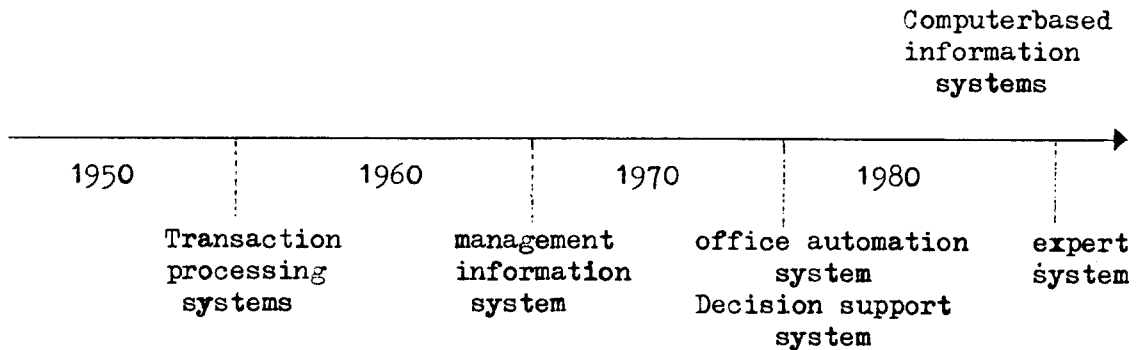 Computerbased
information
systems
1950 1960 1970 1980
Transaction
processing
systems
management
information
system
office automation
system
Decision support
system
expert
system